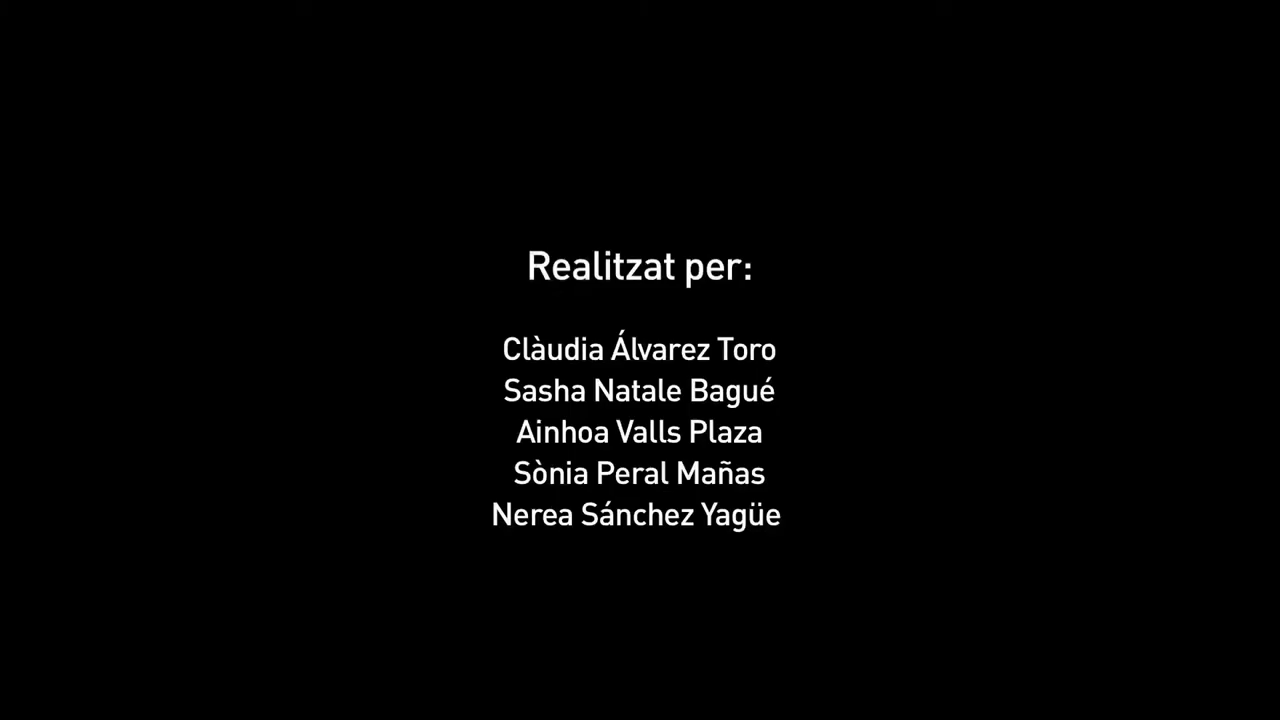 Realitzat per:
Clàudia Álvarez Toro
Sasha Natale Bagué
Ainhoa Valls Plaza
Sònia Peral Mañas
Nerea Sánchez Yagüe